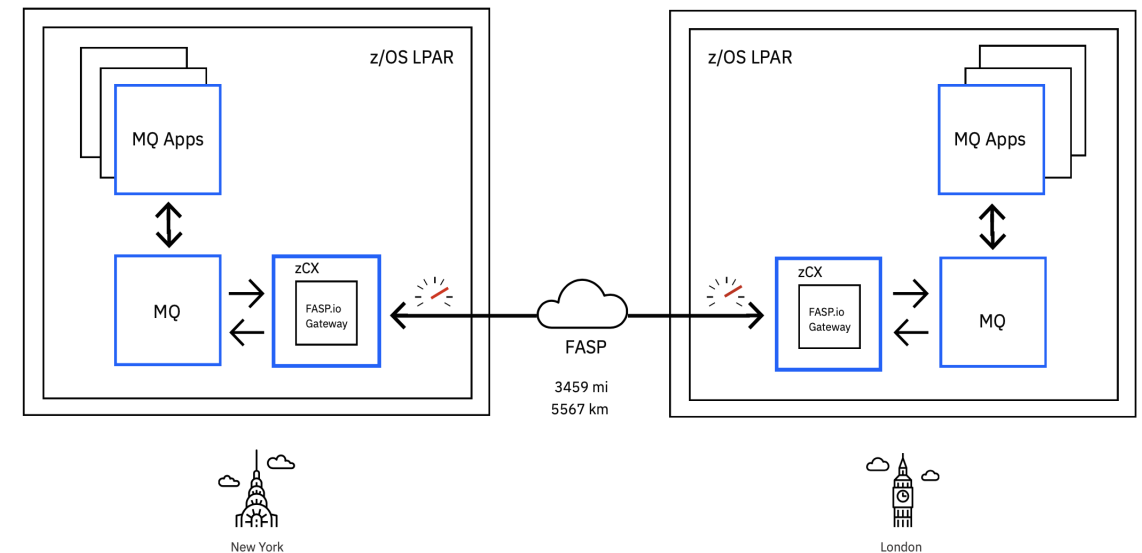 z/OS LPAR
MQ Apps
MQ
zCX
FASP.io
Gateway
FASP
3459 mi
5567 km
z/OS LPAR
MQ Apps
zCX
FASP.io
Gateway
MQ
New York
London